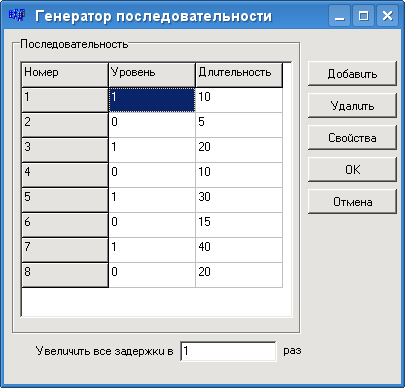 Генератор последовательности
Последовательность
Номер Уровень Длительность
1 1 10
2 0 5
3 1 20
4 0 10
5 1 30
6 0 15
7 1 40
8 0 20
Добавить
Удалить
Свойства
OK
Отмена
Увеличить все задержки в 1 раз